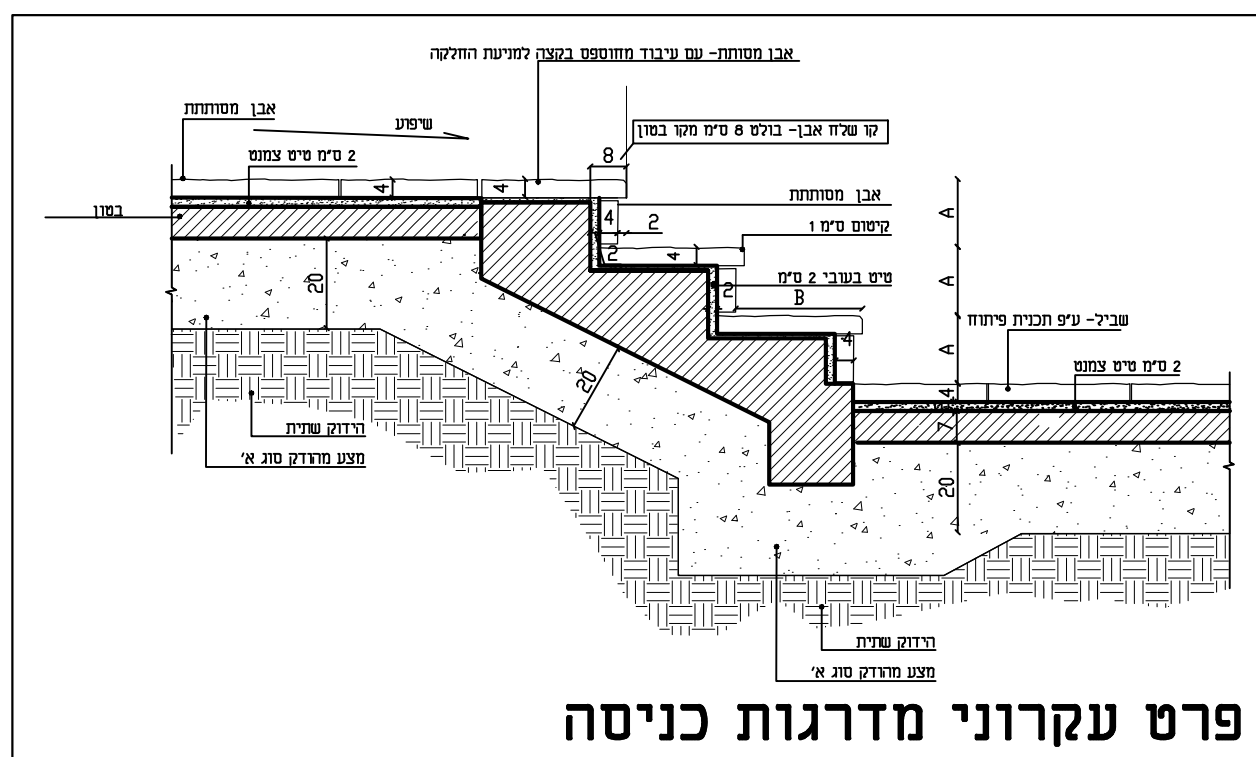 אבן מסותת- עם עיבוד מחוספס בקצה למניעת החלקה
אבן מסותתת
שיפוע
קו שלח אבן- בולט 8 ס"מ מקו בטון
2 ס"מ טיט צמנט
8
4
4
אבן מסותתת
בטון
4
2
A
קיטום ס"מ 1
2
4
20
טיט בעובי 2 ס"מ
2
B
A
שביל- ע"פ תכנית פיתוח
4
A
2 ס"מ טיט צמנט
20
4
7
הידוק שתית
מצע מהודק סוג א'
20
הידוק שתית
מצע מהודק סוג א'
פרט עקרוני מדרגות כניסה